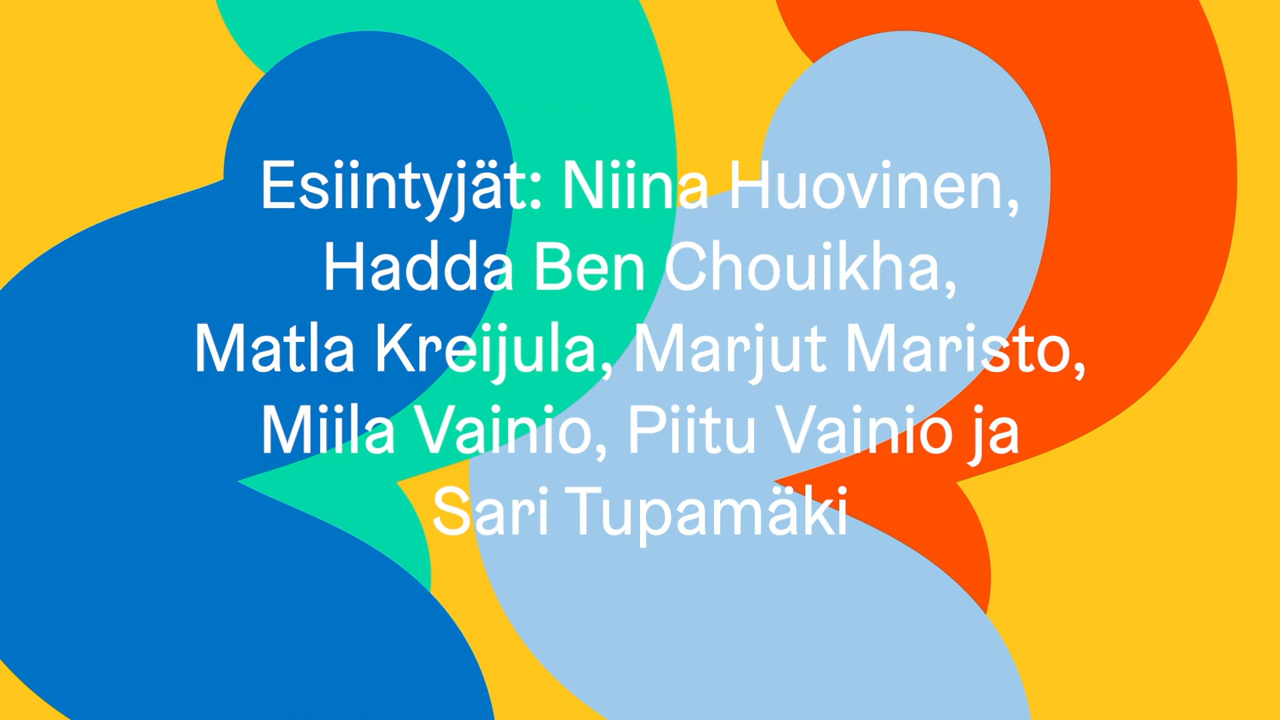 Esiintyjät: Niina Huovinen,
Hadda Ben Chouikha,
Matla Kreijula, Marjut Maristo,
Miila Vainio, Piitu Vainio ja
Sari Tupamäki